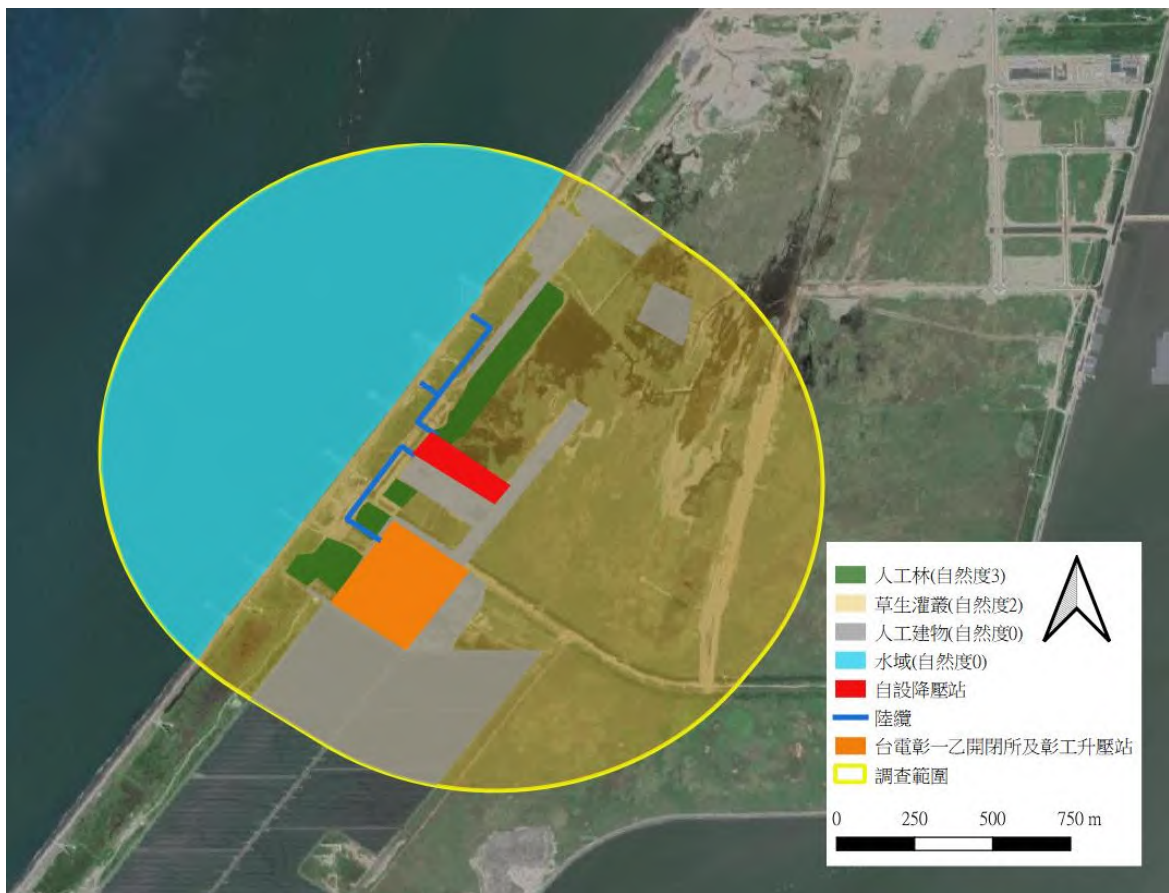 人工林(自然度3)
草生灌叢(自然度2)
人工建物(自然度0)
水域(自然度0)
自設降壓站
陸纜
台電彰一乙開閉所及彰工升壓站
調查範圍
0 250 500 750 m